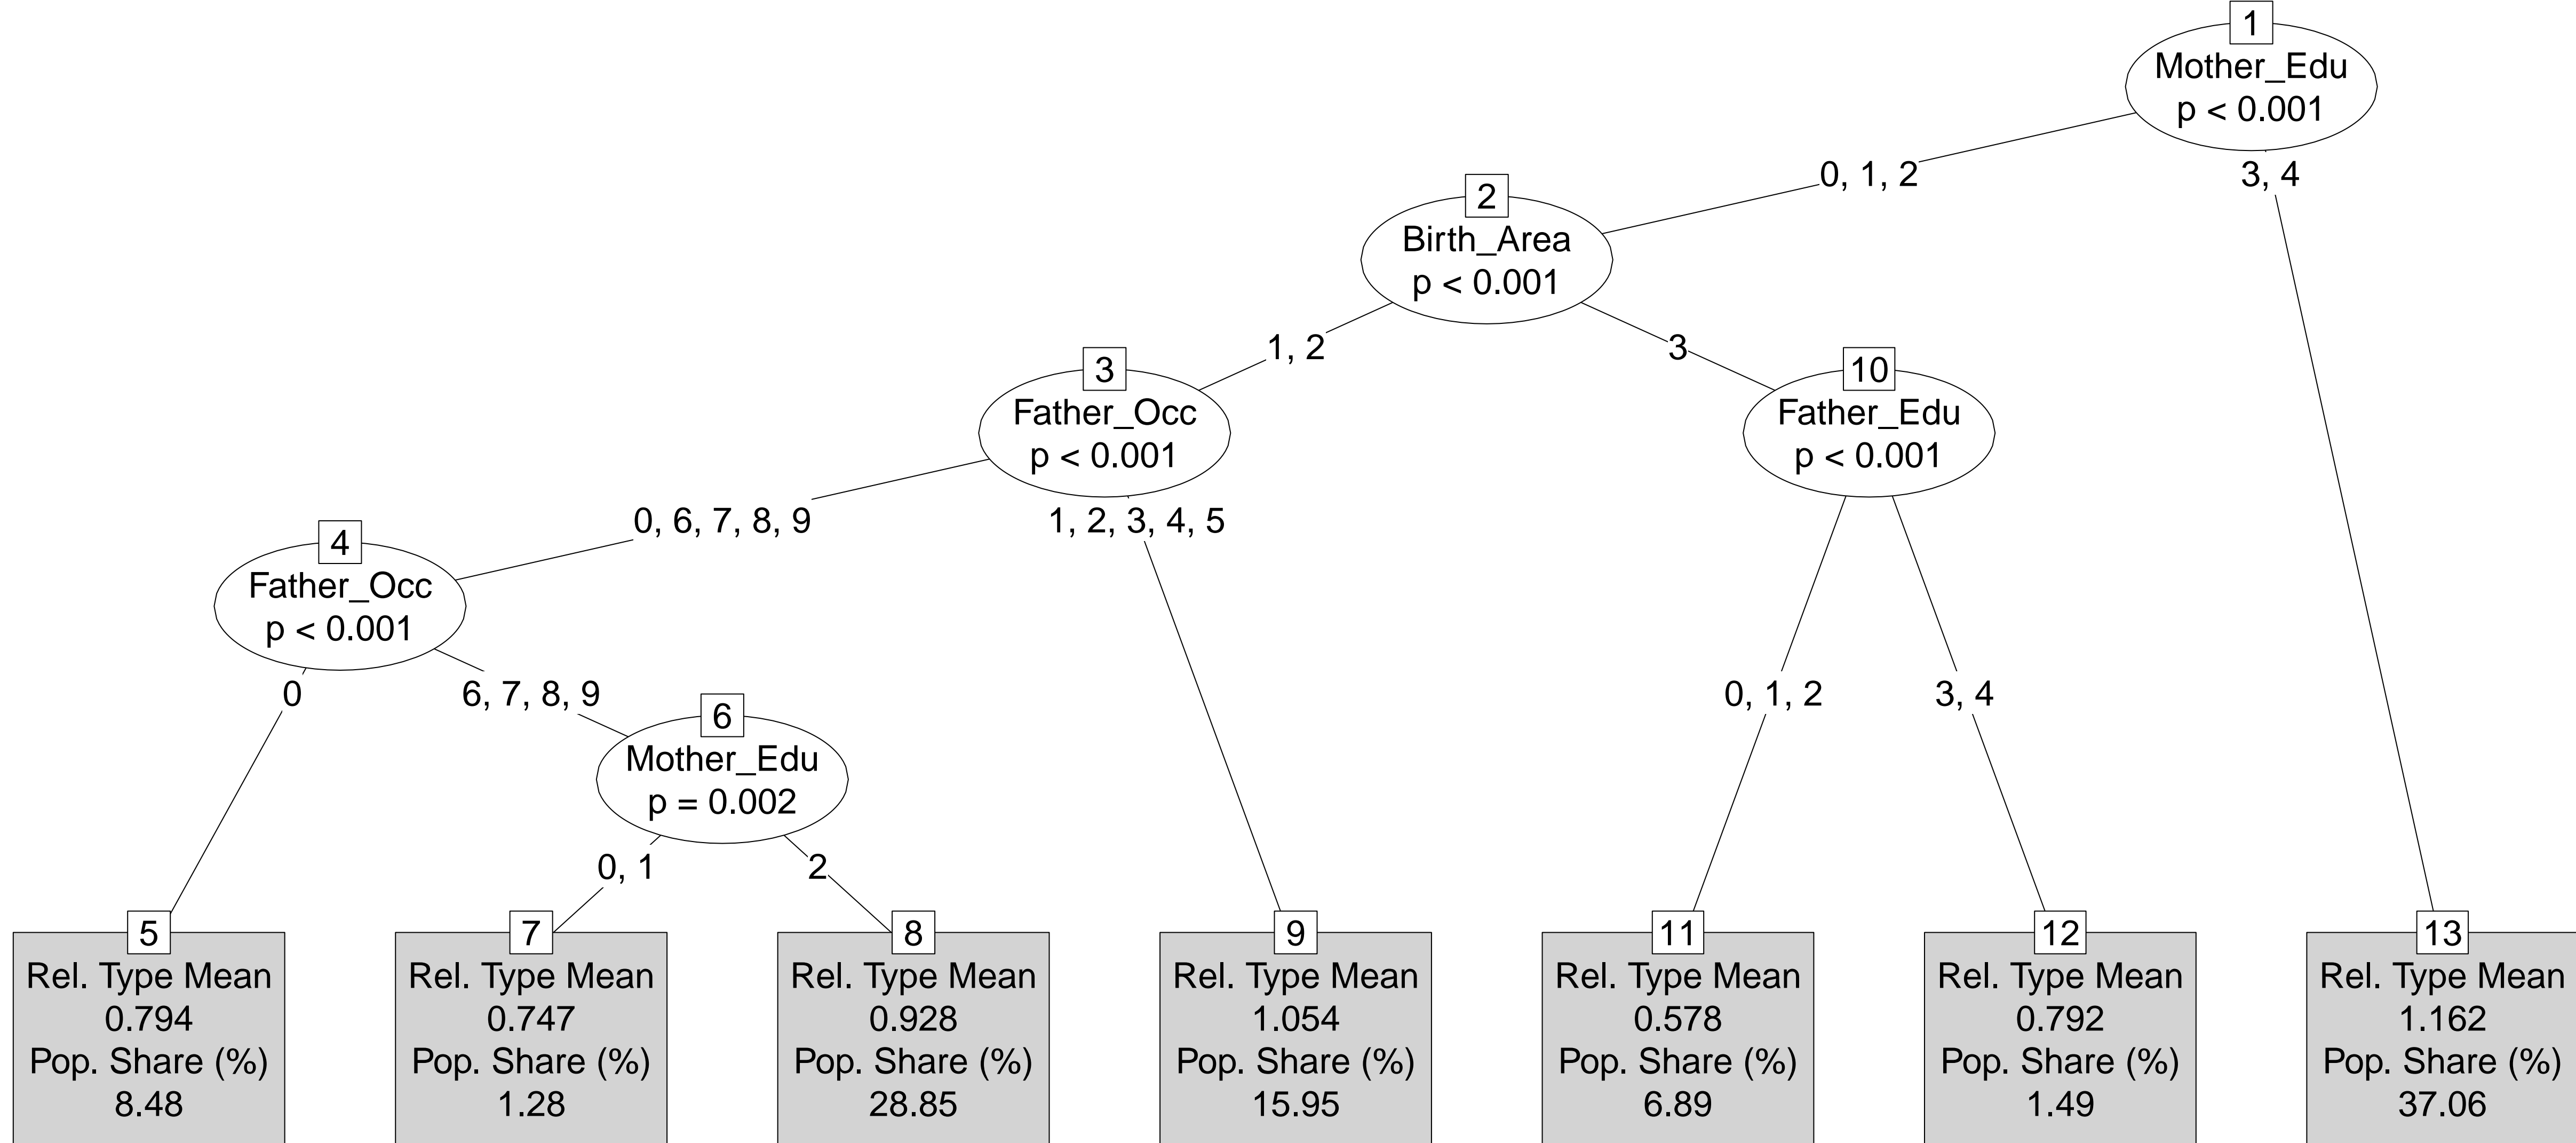 1
Mother_Edu
p < 0.001
0, 1, 2
3, 4
2
Birth_Area
p < 0.001
1, 2
3
3
Father_Occ
p < 0.001
10
Father_Edu
p < 0.001
0, 6, 7, 8, 9
1, 2, 3, 4, 5
4
Father_Occ
p < 0.001
0
6, 7, 8, 9
0, 1, 2
3, 4
6
Mother_Edu
p = 0.002
0, 1
2
5
Rel. Type Mean
0.794
Pop. Share (%)
8.48
7
Rel. Type Mean
0.747
Pop. Share (%)
1.28
8
Rel. Type Mean
0.928
Pop. Share (%)
28.85
9
Rel. Type Mean
1.054
Pop. Share (%)
15.95
11
Rel. Type Mean
0.578
Pop. Share (%)
6.89
12
Rel. Type Mean
0.792
Pop. Share (%)
1.49
13
Rel. Type Mean
1.162
Pop. Share (%)
37.06